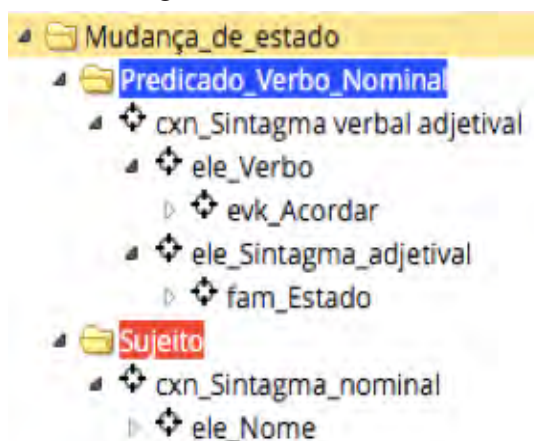 Mudança_de_estado
Predicado_Verbo_Nominal
cxn_Sintagma verbal adjetival
ele_Verbo
evk_Acordar
ele_Sintagma_adjetival
fam_Estado
Sujeito
cxn_Sintagma_nominal
ele_Nome